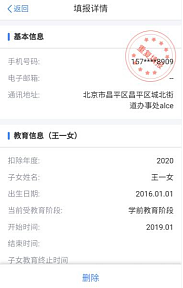 返回 填报详情
基本信息
手机号码: 157****8909
电子邮箱: –
通讯地址: 北京市昌平区昌平区城北街
道办事处alce
教育信息（王一女）
扣除年度: 2020
子女姓名: 王一女
出生日期: 2016.01.01
当前受教育阶段 学前教育阶段
开始时间: 2019.01
结束时间:
子女教育终止时间
删除